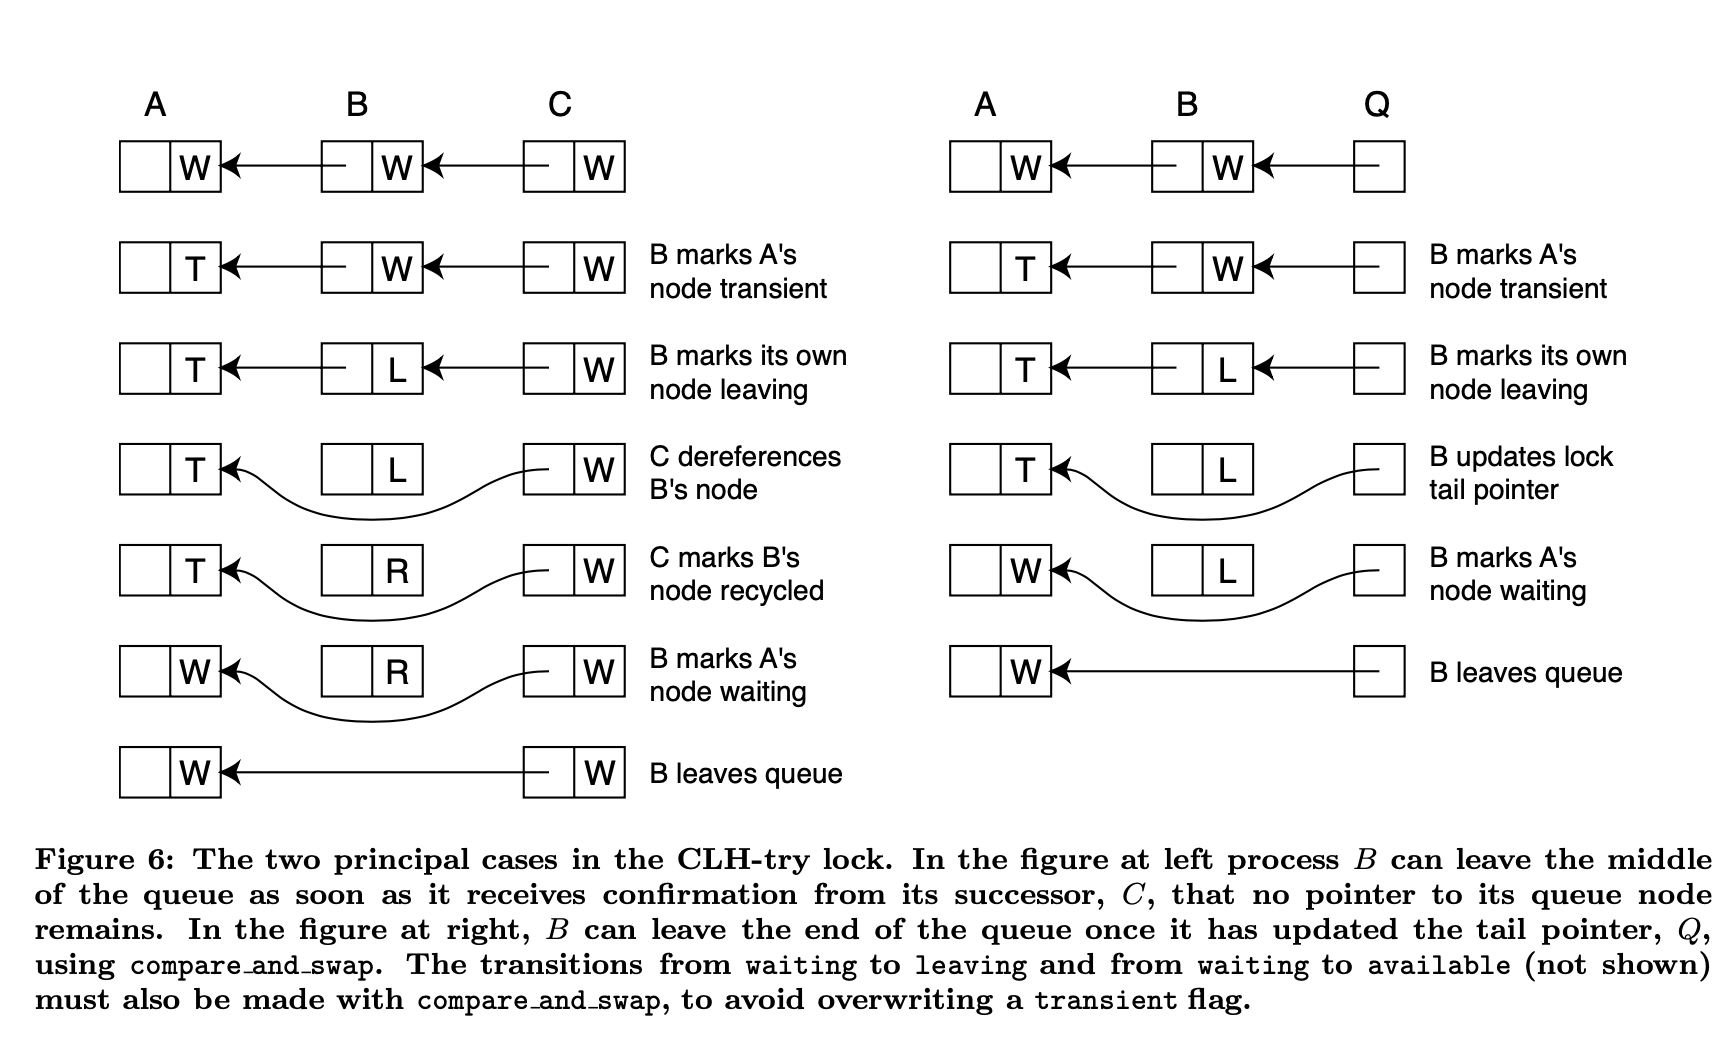 A B C
W W W
T W W
B marks A's
node transient
T L W
B marks its own
node leaving
T L W
C dereferences
B's node
T R W
C marks B's
node recycled
W R W
B marks A's
node waiting
W W
B leaves queue
A B Q
W W
T W
B marks A's
node transient
T L
B marks its own
node leaving
T L
B updates lock
tail pointer
W L
B marks A's
node waiting
W
B leaves queue
Figure 6: The two principal cases in the CLH-try lock. In the figure at left process B can leave the middle
of the queue as soon as it receives confirmation from its successor, C, that no pointer to its queue node
remains. In the figure at right, B can leave the end of the queue once it has updated the tail pointer, Q,
using compare_and_swap. The transitions from waiting to leaving and from waiting to available (not shown)
must also be made with compare_and_swap, to avoid overwriting a transient flag.